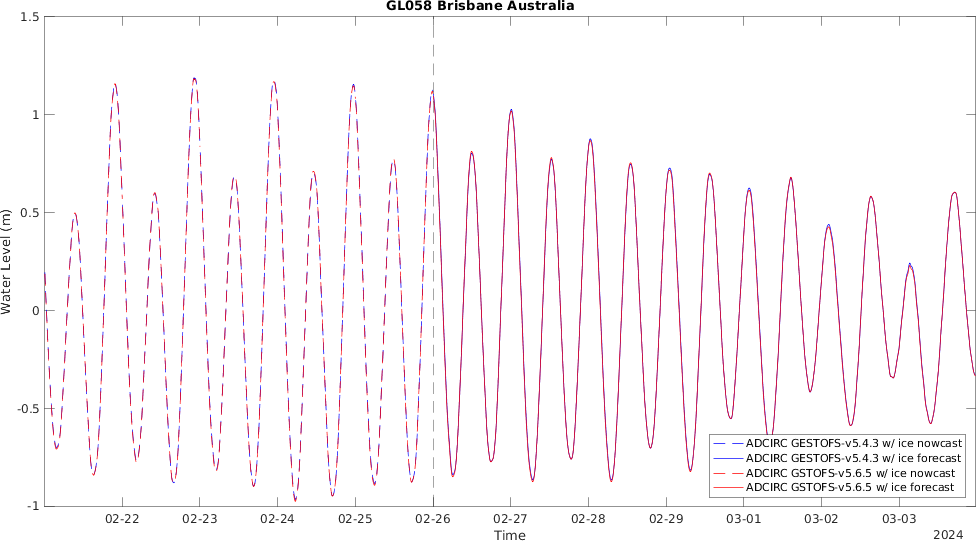 GL058 Brisbane Australia
1.5
1
0.5
0
-0.5
-1
Water Level (m)
02-22 02-23 02-24 02-25 02-26 02-27 02-28 02-29 03-01 03-02 03-03
Time
2024
ADCIRC GESTOFS-v5.4.3 w/ ice nowcast
ADCIRC GESTOFS-v5.4.3 w/ ice forecast
ADCIRC GSTOFS-v5.6.5 w/ ice nowcast
ADCIRC GSTOFS-v5.6.5 w/ ice forecast